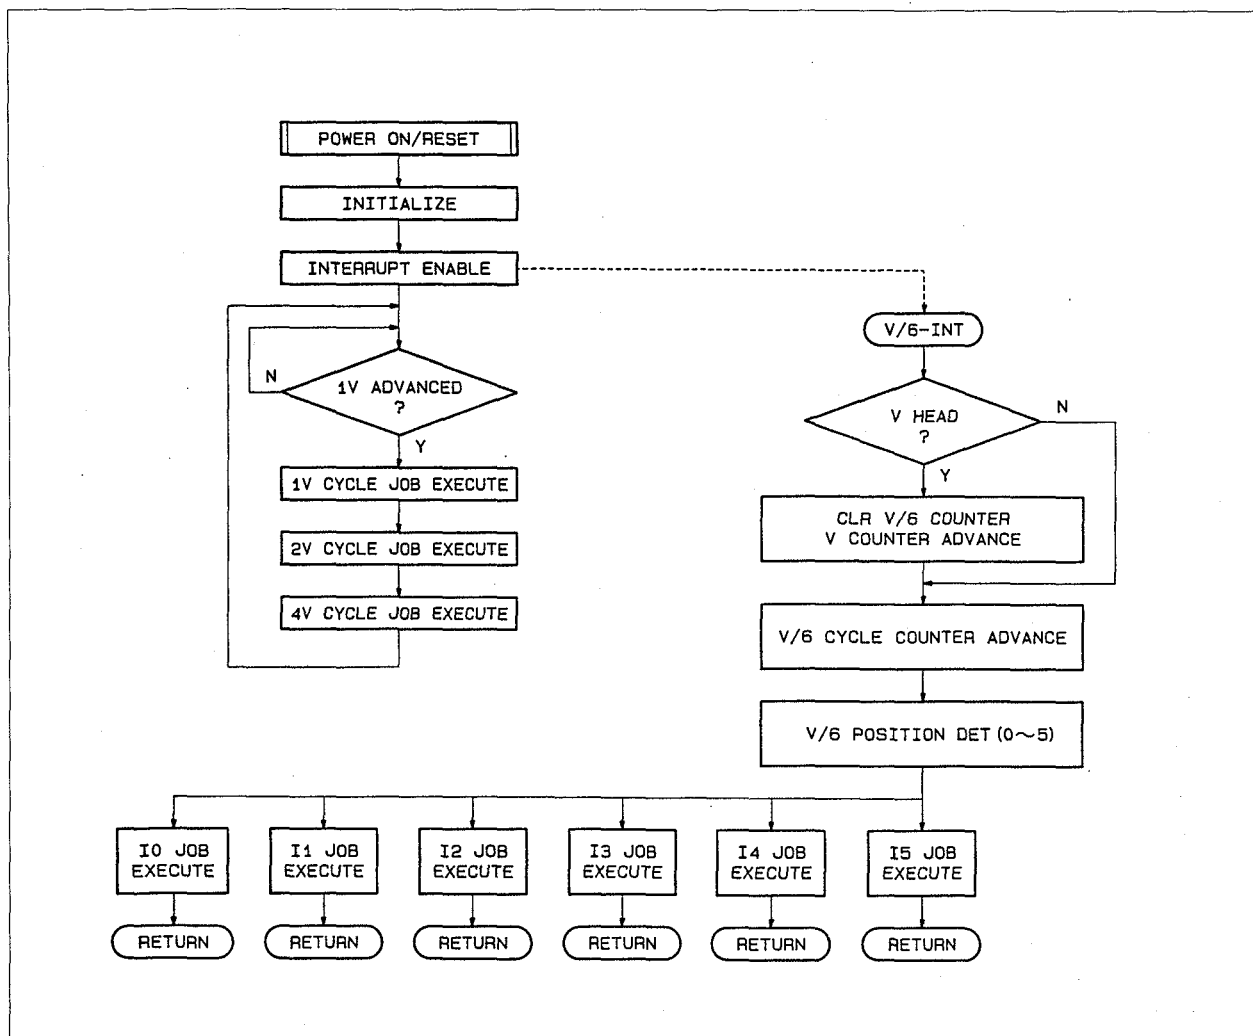 POWER ON/RESET
INITIALIZE
INTERRUPT ENABLE
N
1V ADVANCED
?
Y
1V CYCLE JOB EXECUTE
2V CYCLE JOB EXECUTE
4V CYCLE JOB EXECUTE
V/6-INT
V HEAD
?
N
Y
CLR V/6 COUNTER
V COUNTER ADVANCE
V/6 CYCLE COUNTER ADVANCE
V/6 POSITION DET (0～5)
I0 JOB
EXECUTE
I1 JOB
EXECUTE
I2 JOB
EXECUTE
I3 JOB
EXECUTE
I4 JOB
EXECUTE
I5 JOB
EXECUTE
RETURN
RETURN
RETURN
RETURN
RETURN
RETURN